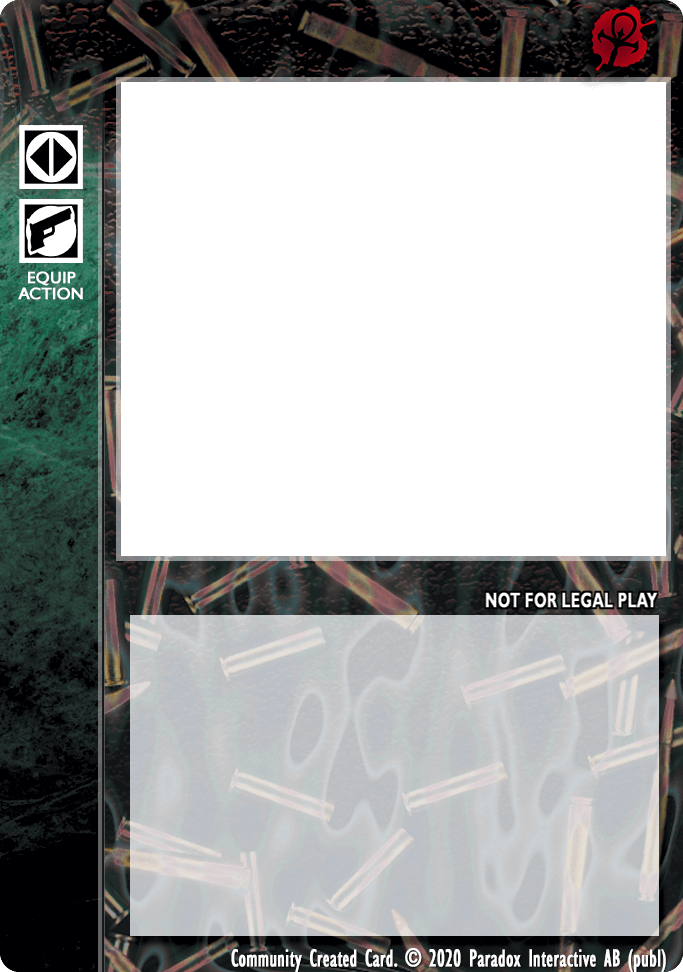 EQUIP
ACTION
NOT FOR LEGAL PLAY
Community Created Card. © 2020 Paradox Interactive AB (publ)